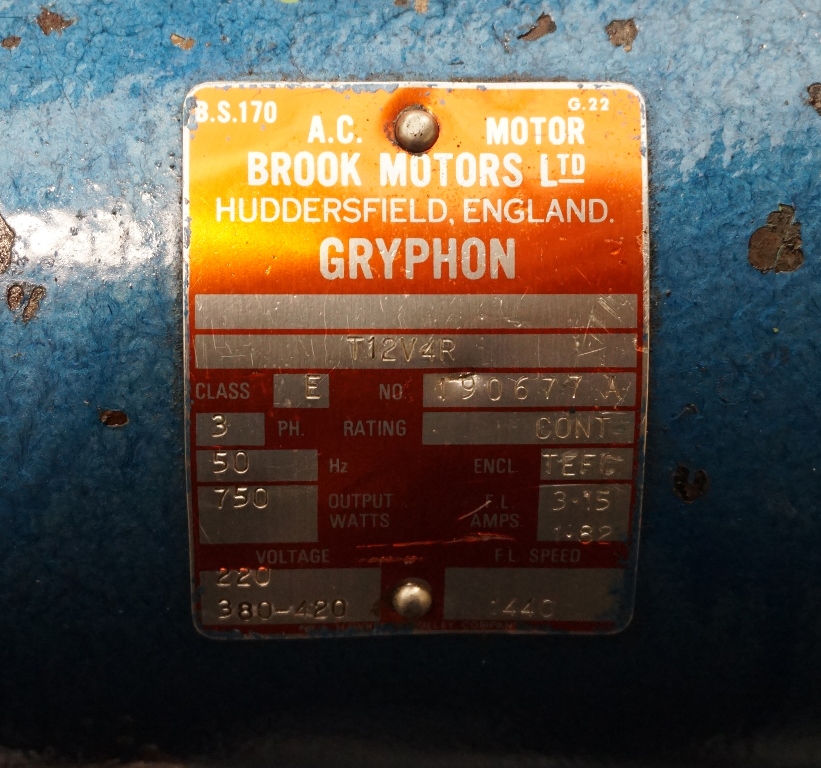 B.S.170 G.22
A.C. MOTOR
BROOK MOTORS LTD
HUDDERSFIELD, ENGLAND.
GRYPHON
T12V4R
CLASS E NO. 190677 A
3 PH. RATING CONT
50 Hz ENCL TEFC
750 OUTPUT WATTS F.L. AMPS 3·15
1·82
VOLTAGE F.L. SPEED
220
380-420 1440